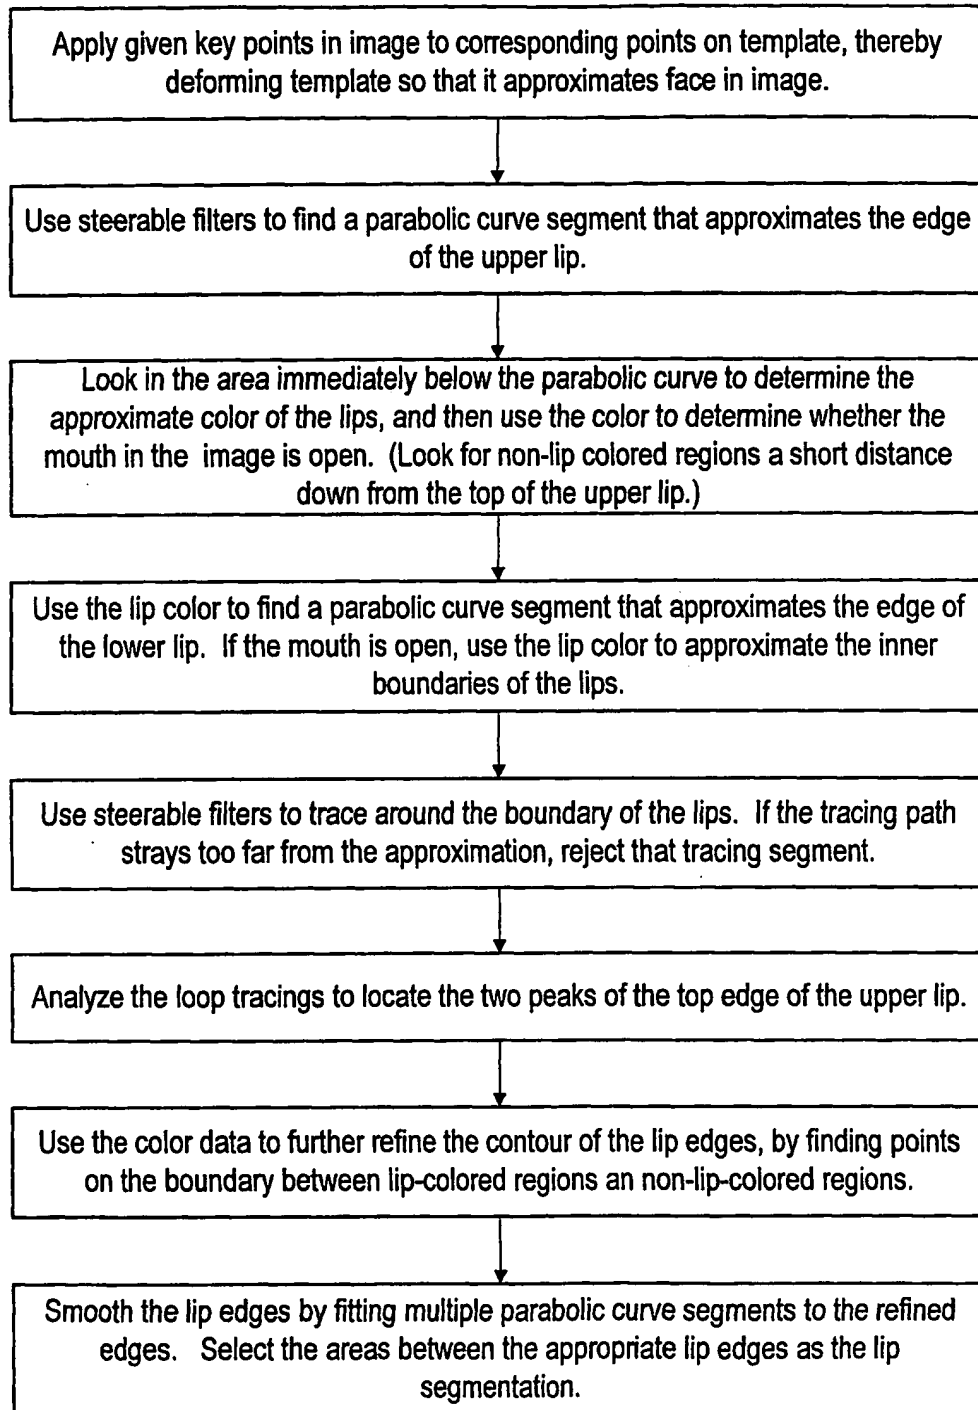 Apply given key points in image to corresponding points on template, thereby
deforming template so that it approximates face in image.
Use steerable filters to find a parabolic curve segment that approximates the edge
of the upper lip.
Look in the area immediately below the parabolic curve to determine the
approximate color of the lips, and then use the color to determine whether the
mouth in the image is open. (Look for non-lip colored regions a short distance
down from the top of the upper lip.)
Use the lip color to find a parabolic curve segment that approximates the edge of
the lower lip. If the mouth is open, use the lip color to approximate the inner
boundaries of the lips.
Use steerable filters to trace around the boundary of the lips. If the tracing path
strays too far from the approximation, reject that tracing segment.
Analyze the loop tracings to locate the two peaks of the top edge of the upper lip.
Use the color data to further refine the contour of the lip edges, by finding points
on the boundary between lip-colored regions an non-lip-colored regions.
Smooth the lip edges by fitting multiple parabolic curve segments to the refined
edges. Select the areas between the appropriate lip edges as the lip
segmentation.